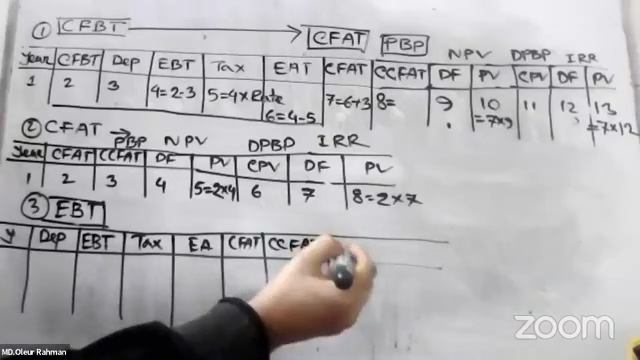 ① CFBT → CFAT PBP
NPV DPBP IRR
Year CFBT Dep EBT Tax EAT CFAT CCFAT DF PV CPV DF PV
1 2 3 4=2-3 5=4×Rate 6=4-5 7=6+3 8= 9 10=7×9 11 12 13=7×12
② CFAT → PBP NPV DPBP IRR
Year CFAT CCFAT DF PV CPV DF PV
1 2 3 4 5=2×4 6 7 8=2×7
③ EBT
Y Dep EBT Tax EA CFAT CCFA
MD.Oleur Rahman
zoom